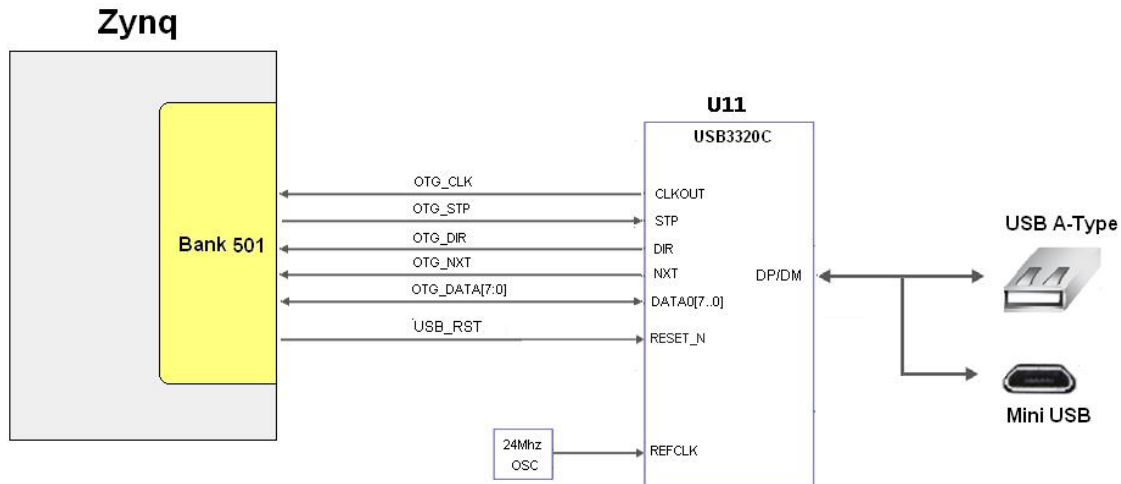 Zynq
U11
USB3320C
OTG_CLK
CLKOUT
OTG_STP
STP
Bank 501
OTG_DIR
DIR
OTG_NXT
NXT
DP/DM
OTG_DATA[7:0]
DATA0[7..0]
USB_RST
RESET_N
24Mhz
OSC
REFCLK
USB A-Type
Mini USB